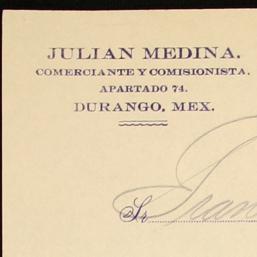 JULIAN MEDINA.
COMERCIANTE Y COMISIONISTA.
APARTADO 74.
DURANGO, MEX.
Sr.